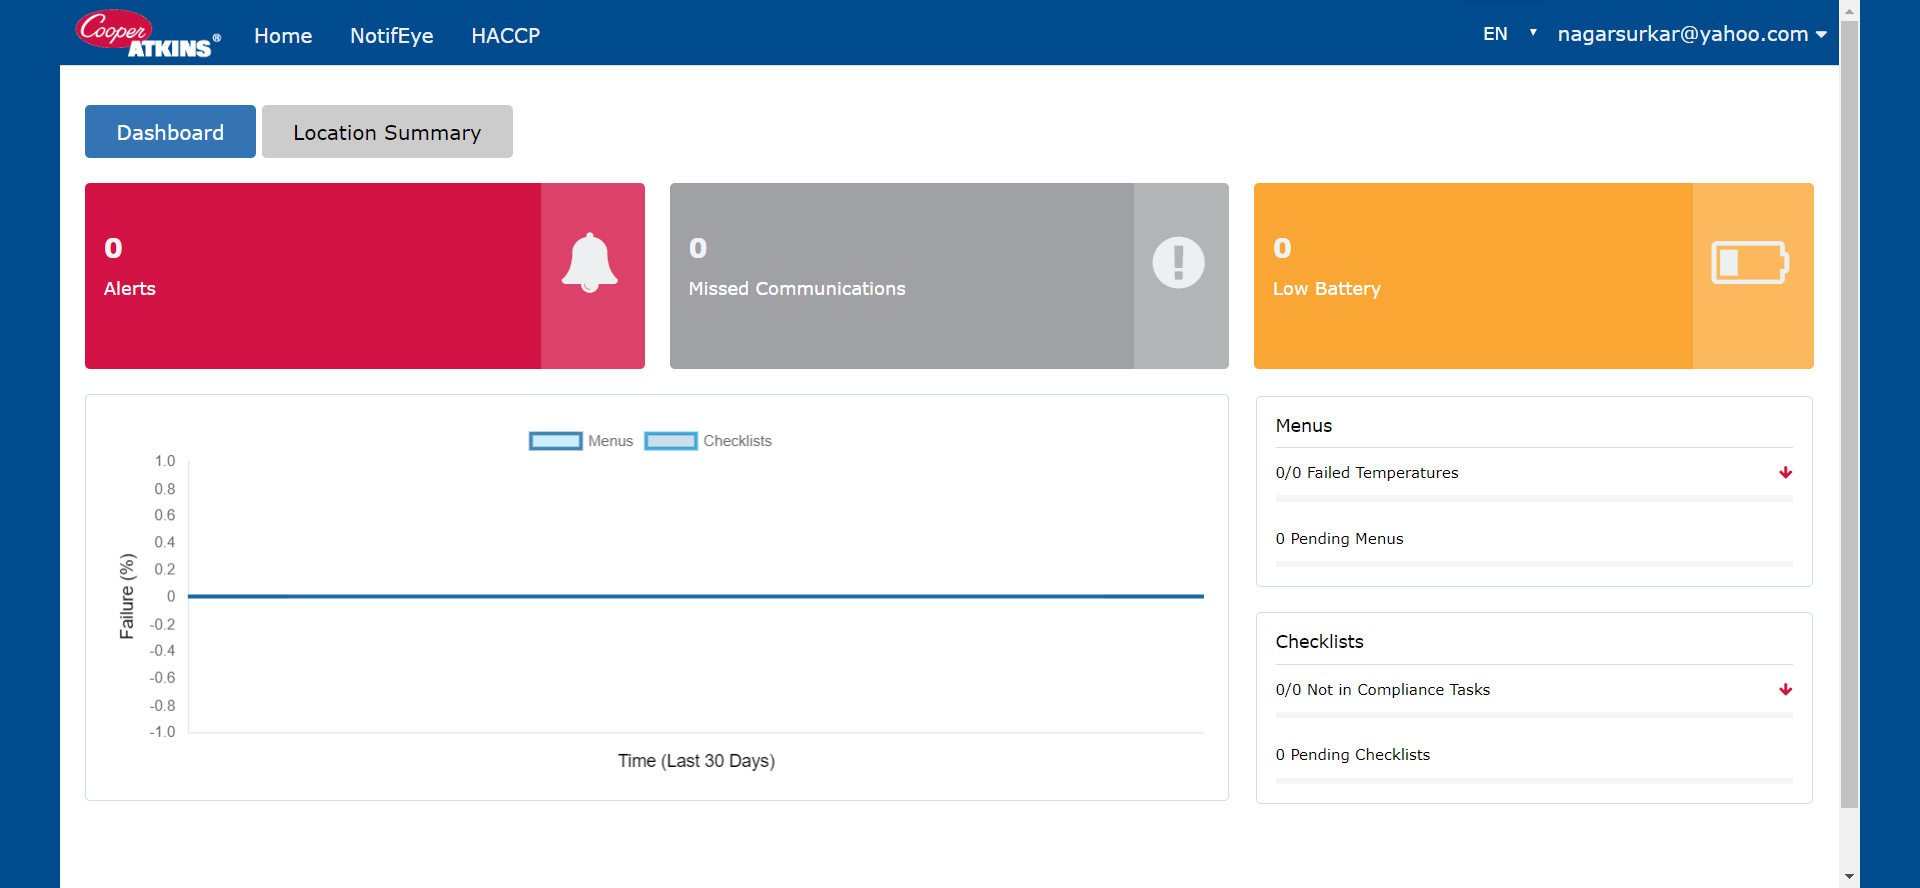 Cooper
ATKINS®
Home NotifEye HACCP
EN nagarsurkar@yahoo.com
Dashboard Location Summary
0
Alerts
0
Missed Communications
0
Low Battery
Menus Checklists
1.0
0.8
0.6
0.4
0.2
0
-0.2
-0.4
-0.6
-0.8
-1.0
Failure (%)
Time (Last 30 Days)
Menus
0/0 Failed Temperatures
0 Pending Menus
Checklists
0/0 Not in Compliance Tasks
0 Pending Checklists